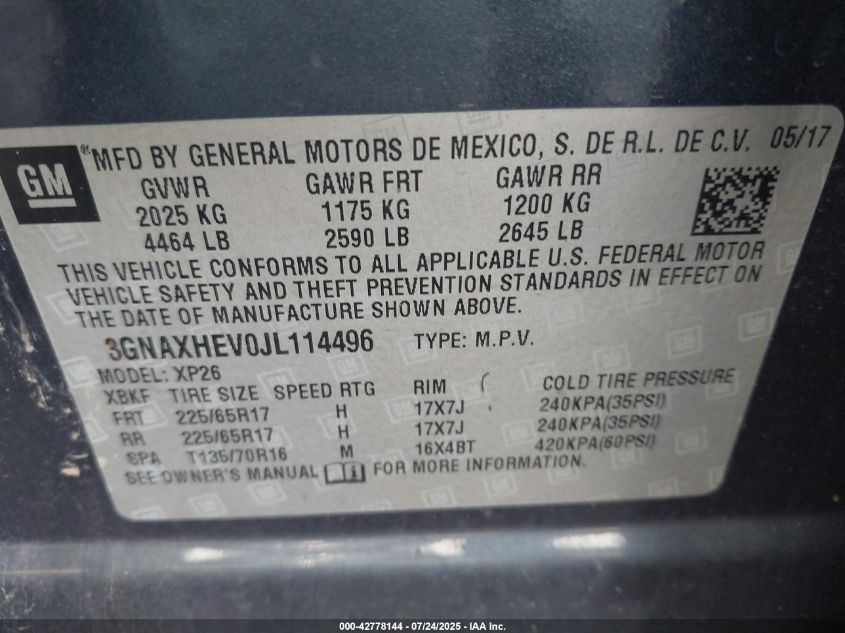 GM ® MFD BY GENERAL MOTORS DE MEXICO, S. DE R.L. DE C.V. 05/17
GVWR GAWR FRT GAWR RR
2025 KG 1175 KG 1200 KG
4464 LB 2590 LB 2645 LB
THIS VEHICLE CONFORMS TO ALL APPLICABLE U.S. FEDERAL MOTOR
VEHICLE SAFETY AND THEFT PREVENTION STANDARDS IN EFFECT ON
THE DATE OF MANUFACTURE SHOWN ABOVE.
3GNAXHEV0JL114496 TYPE: M.P.V.
MODEL: XP26
XBKF TIRE SIZE SPEED RTG RIM COLD TIRE PRESSURE
FRT 225/65R17 H 17X7J 240KPA(35PSI)
RR 225/65R17 H 17X7J 240KPA(35PSI)
SPA T135/70R16 M 16X4BT 420KPA(60PSI)
SEE OWNER'S MANUAL FOR MORE INFORMATION.
000-42778144 - 07/24/2025 - IAA Inc.